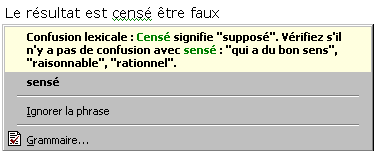 Le résultat est censé être faux
Confusion lexicale : Censé signifie "supposé". Vérifiez s'il
n'y a pas de confusion avec sensé : "qui a du bon sens",
"raisonnable", "rationnel".
sensé
Ignorer la phrase
Grammaire...